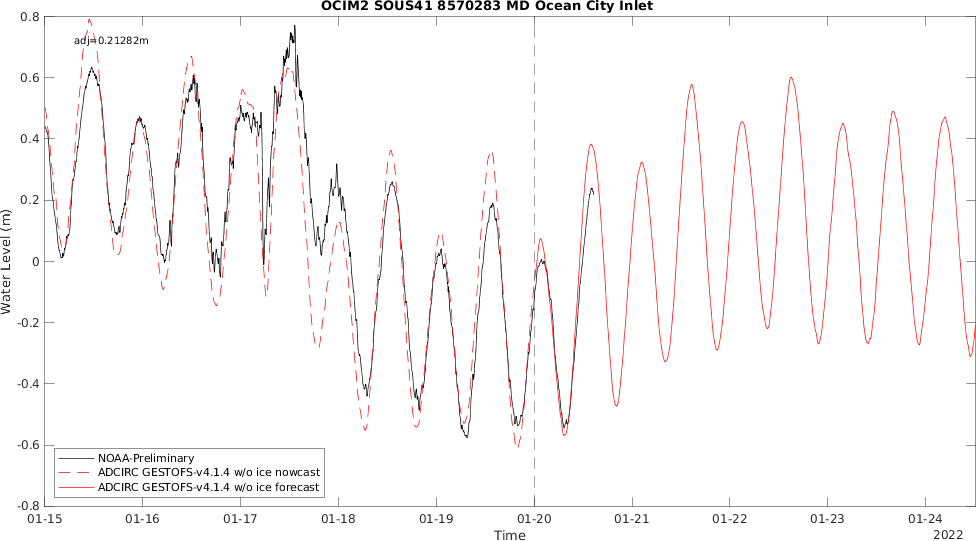 OCIM2 SOUS41 8570283 MD Ocean City Inlet
adj=0.21282m
0.8
0.6
0.4
0.2
0
-0.2
-0.4
-0.6
-0.8
Water Level (m)
NOAA-Preliminary
ADCIRC GESTOFS-v4.1.4 w/o ice nowcast
ADCIRC GESTOFS-v4.1.4 w/o ice forecast
01-15 01-16 01-17 01-18 01-19 01-20 01-21 01-22 01-23 01-24
Time
2022